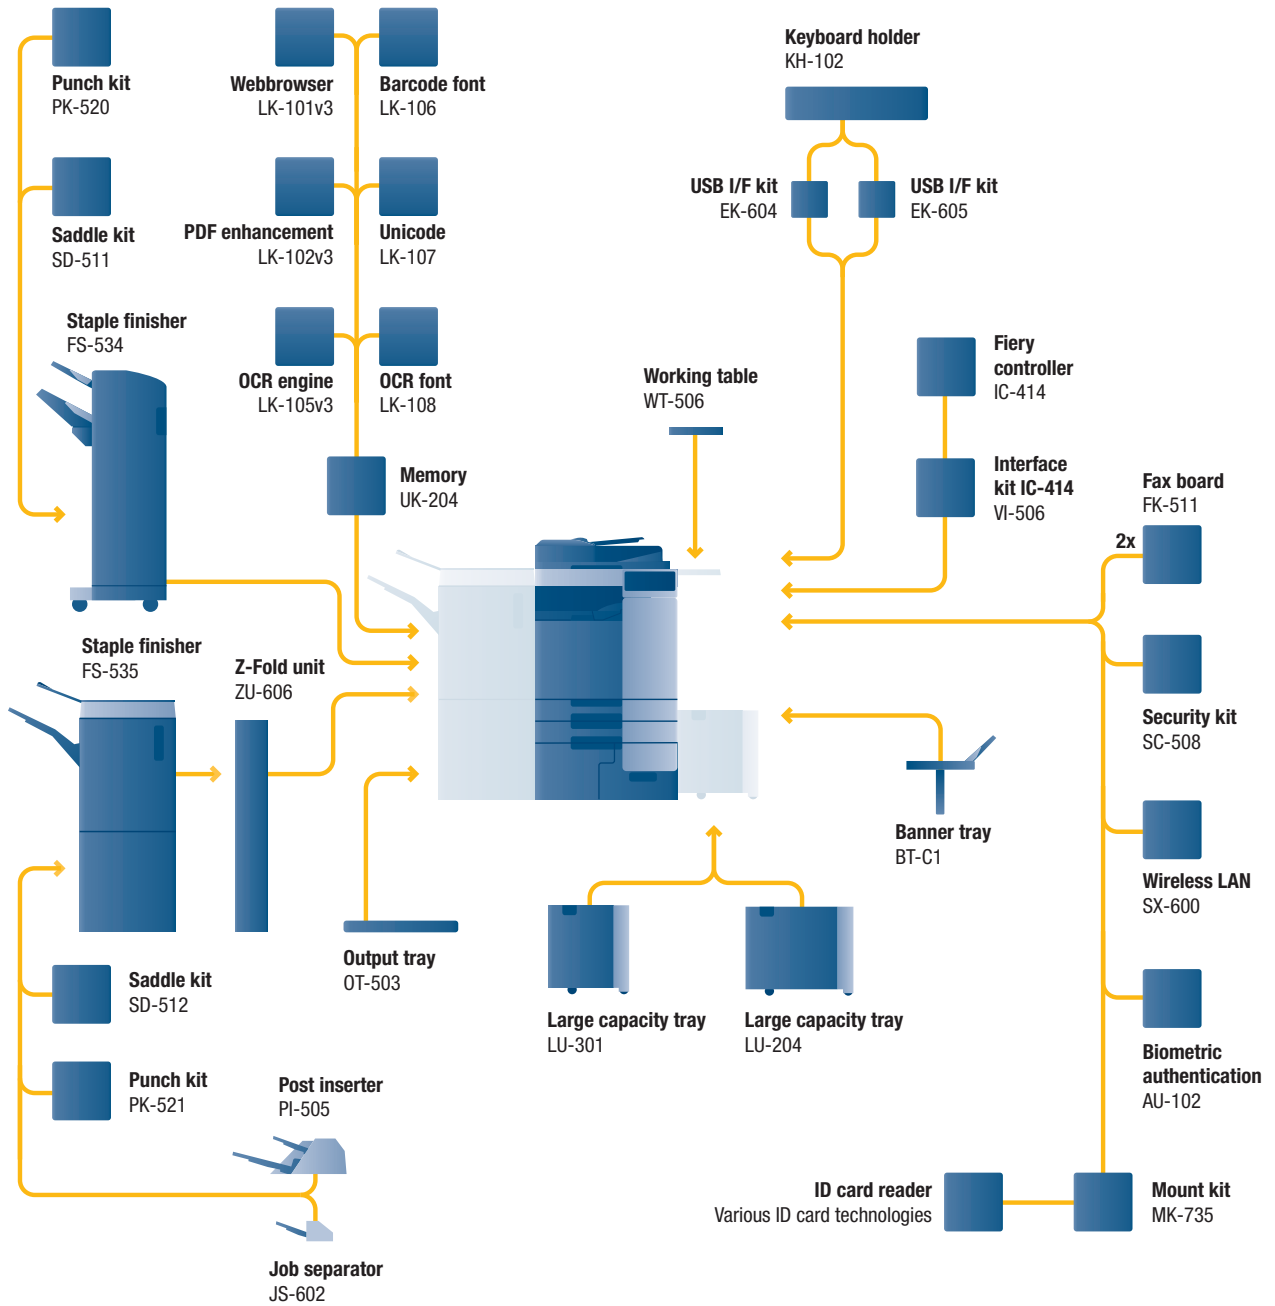 Punch kit
PK-520
Webbrowser
LK-101v3
Barcode font
LK-106
Keyboard holder
KH-102
Saddle kit
SD-511
PDF enhancement
LK-102v3
Unicode
LK-107
USB I/F kit
EK-604
USB I/F kit
EK-605
Staple finisher
FS-534
OCR engine
LK-105v3
OCR font
LK-108
Working table
WT-506
Fiery
controller
IC-414
Memory
UK-204
Interface
kit IC-414
VI-506
Fax board
FK-511
2x
Staple finisher
FS-535
Z-Fold unit
ZU-606
Security kit
SC-508
Banner tray
BT-C1
Wireless LAN
SX-600
Output tray
OT-503
Saddle kit
SD-512
Large capacity tray
LU-301
Large capacity tray
LU-204
Biometric
authentication
AU-102
Punch kit
PK-521
Post inserter
PI-505
ID card reader
Various ID card technologies
Mount kit
MK-735
Job separator
JS-602